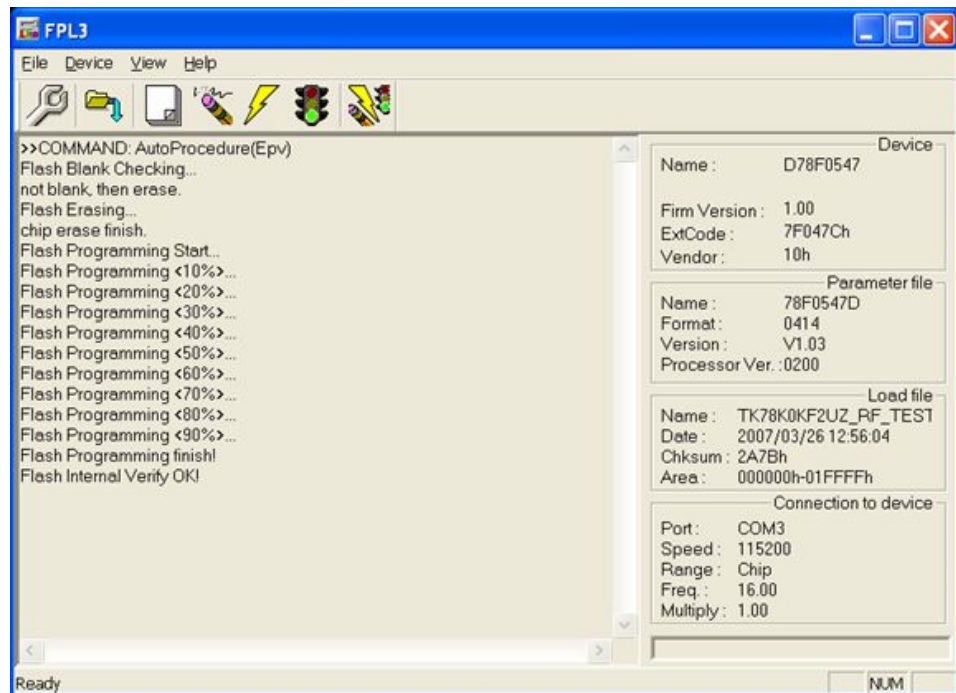 FPL3
File Device View Help
>>COMMAND: AutoProcedure(Epv)
Flash Blank Checking...
not blank, then erase.
Flash Erasing...
chip erase finish.
Flash Programming Start...
Flash Programming <10%>...
Flash Programming <20%>...
Flash Programming <30%>...
Flash Programming <40%>...
Flash Programming <50%>...
Flash Programming <60%>...
Flash Programming <70%>...
Flash Programming <80%>...
Flash Programming <90%>...
Flash Programming finish!
Flash Internal Verify OK!
Device
Name : D78F0547
Firm Version : 1.00
ExtCode : 7F047Ch
Vendor : 10h
Parameter file
Name : 78F0547D
Format : 0414
Version : V1.03
Processor Ver. : 0200
Load file
Name : TK78K0KF2UZ_RF_TEST
Date : 2007/03/26 12:56:04
Chksum : 2A7Bh
Area : 000000h-01FFFFh
Connection to device
Port : COM3
Speed : 115200
Range : Chip
Freq. : 16.00
Multiply : 1.00
Ready NUM